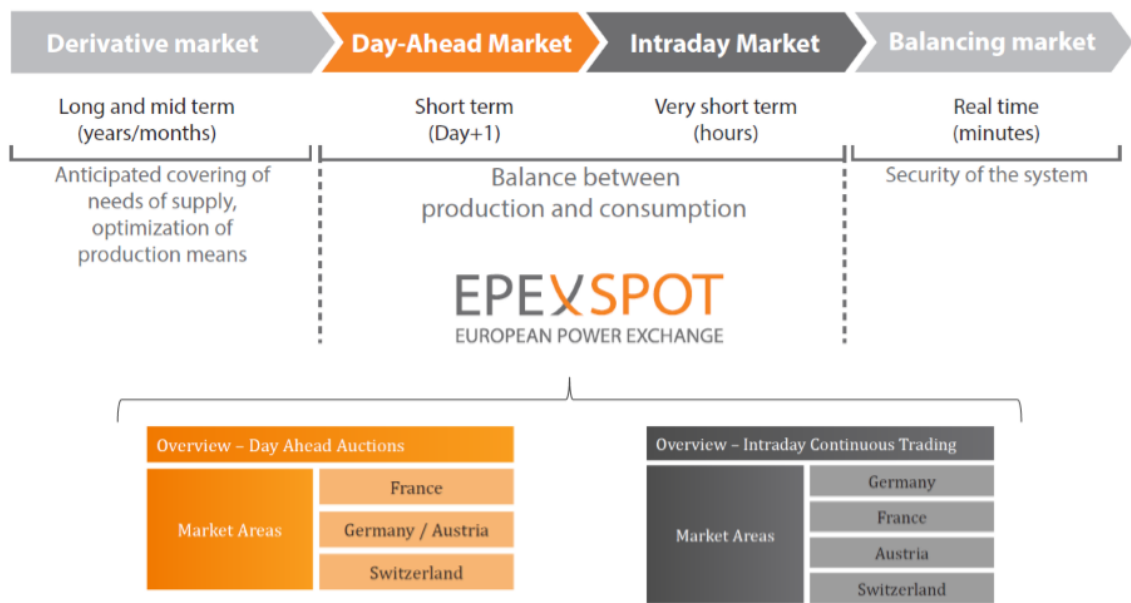 Derivative market
Day-Ahead Market
Intraday Market
Balancing market
Long and mid term
(years/months)
Short term
(Day+1)
Very short term
(hours)
Real time
(minutes)
Anticipated covering of
needs of supply,
optimization of
production means
Balance between
production and consumption
Security of the system
EPEXSPOT
EUROPEAN POWER EXCHANGE
Overview – Day Ahead Auctions
Market Areas
France
Germany / Austria
Switzerland
Overview – Intraday Continuous Trading
Market Areas
Germany
France
Austria
Switzerland